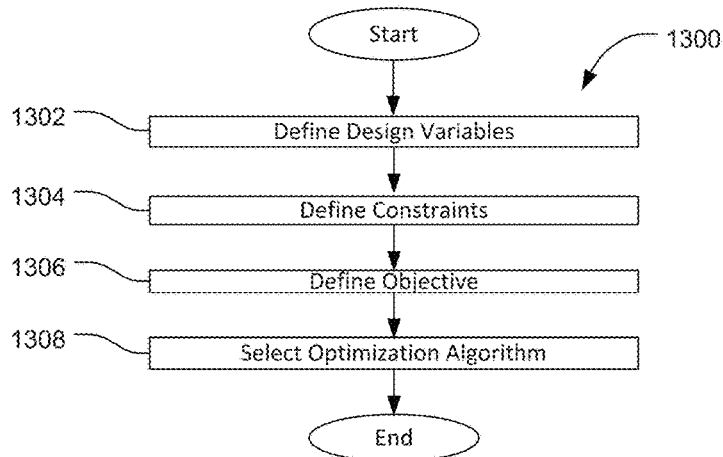 Start
1300
1302
Define Design Variables
1304
Define Constraints
1306
Define Objective
1308
Select Optimization Algorithm
End